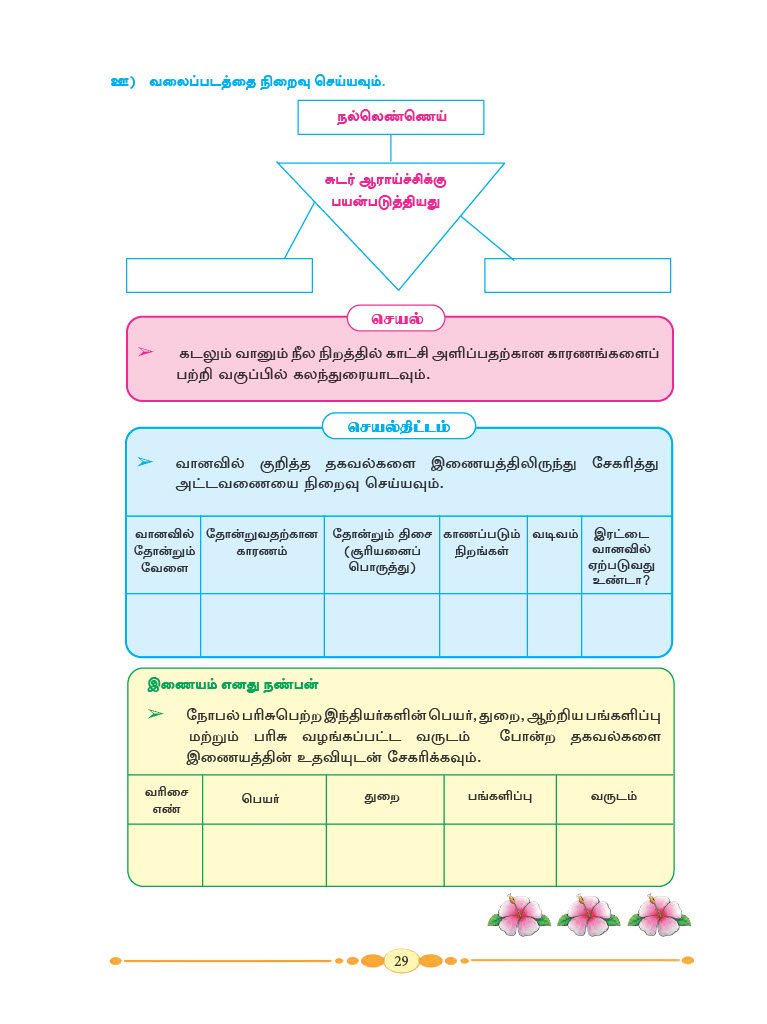 ஊ) வலைப்படத்தை நிறைவு செய்யவும்.
நல்லெண்ணெய்
சுடர் ஆராய்ச்சிக்கு
பயன்படுத்தியது
செயல்
➢ கடலும் வானும் நீல நிறத்தில் காட்சி அளிப்பதற்கான காரணங்களைப்
பற்றி வகுப்பில் கலந்துரையாடவும்.
செயல்திட்டம்
➢ வானவில் குறித்த தகவல்களை இணையத்திலிருந்து சேகரித்து
அட்டவணையை நிறைவு செய்யவும்.
வானவில்
தோன்றும்
வேளை
தோன்றுவதற்கான
காரணம்
தோன்றும் திசை
(சூரியனைப்
பொருத்து)
காணப்படும்
நிறங்கள்
வடிவம்
இரட்டை
வானவில்
ஏற்படுவது
உண்டா?
இணையம் எனது நண்பன்
➢ நோபல் பரிசுபெற்ற இந்தியர்களின் பெயர், துறை, ஆற்றிய பங்களிப்பு
மற்றும் பரிசு வழங்கப்பட்ட வருடம் போன்ற தகவல்களை
இணையத்தின் உதவியுடன் சேகரிக்கவும்.
வரிசை
எண்
பெயர்
துறை
பங்களிப்பு
வருடம்
29